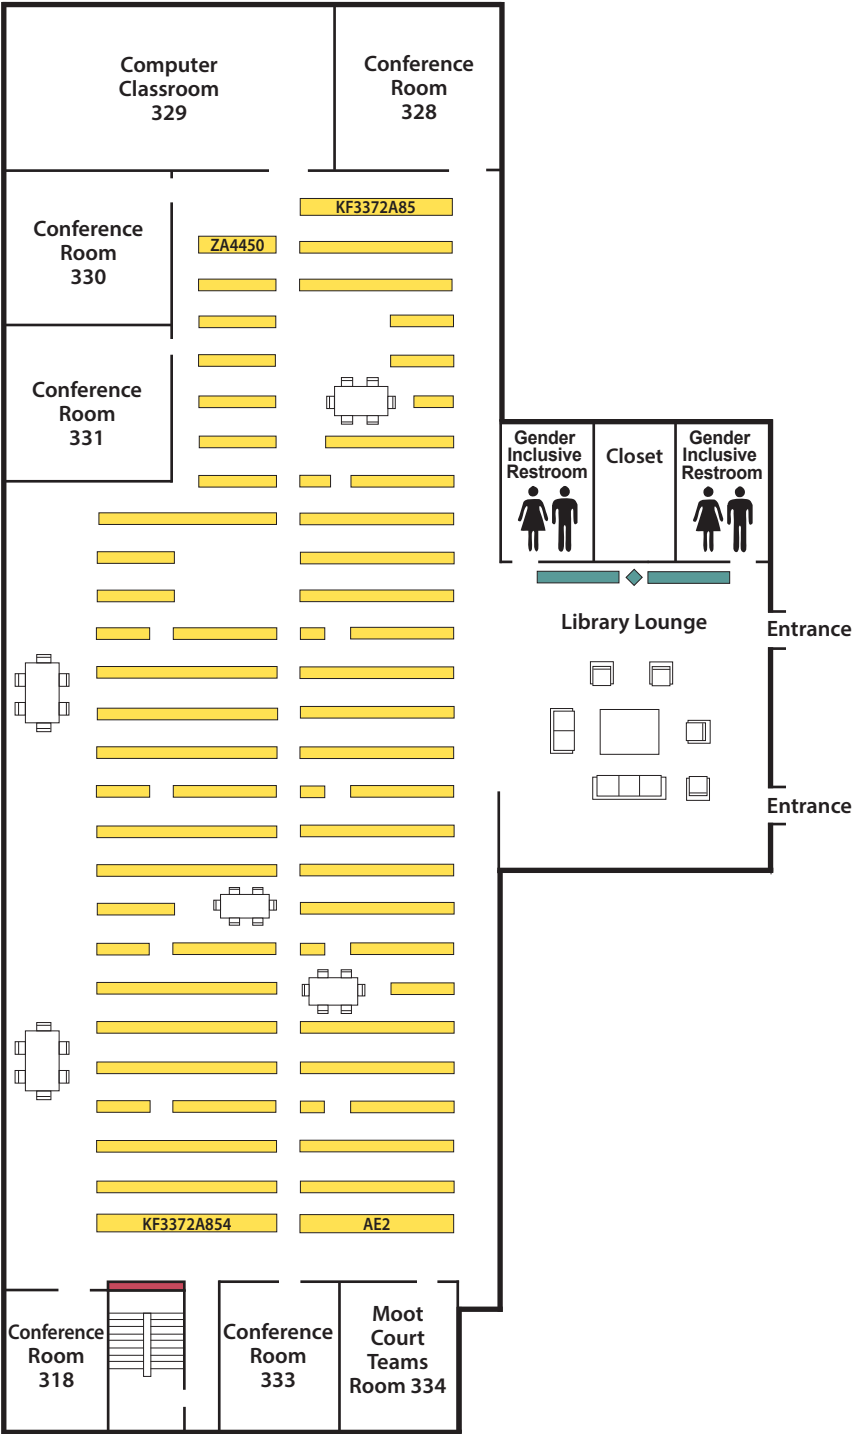 Computer
Classroom
329
Conference
Room
328
KF3372A85
Conference
Room
330
ZA4450
Conference
Room
331
Gender
Inclusive
Restroom
Closet
Gender
Inclusive
Restroom
Library Lounge
Entrance
Entrance
KF3372A854
AE2
Conference
Room
318
Conference
Room
333
Moot
Court
Teams
Room 334